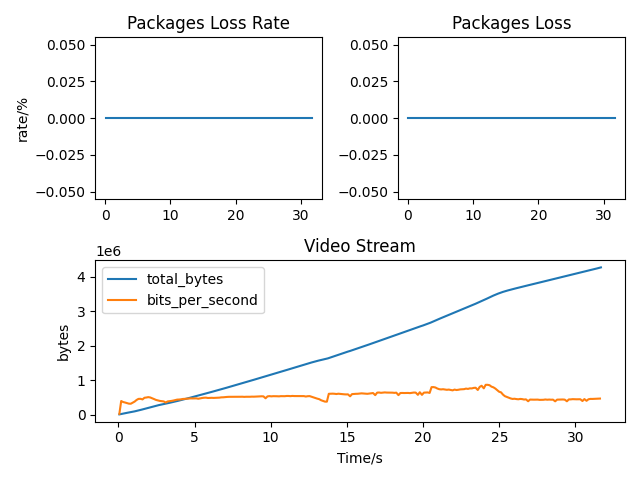 Packages Loss Rate
rate/%
0.050
0.025
0.000
−0.025
−0.050
0 10 20 30
Packages Loss
0.050
0.025
0.000
−0.025
−0.050
0 10 20 30
Video Stream
1e6
bytes
4
3
2
1
0
total_bytes
bits_per_second
0 5 10 15 20 25 30
Time/s